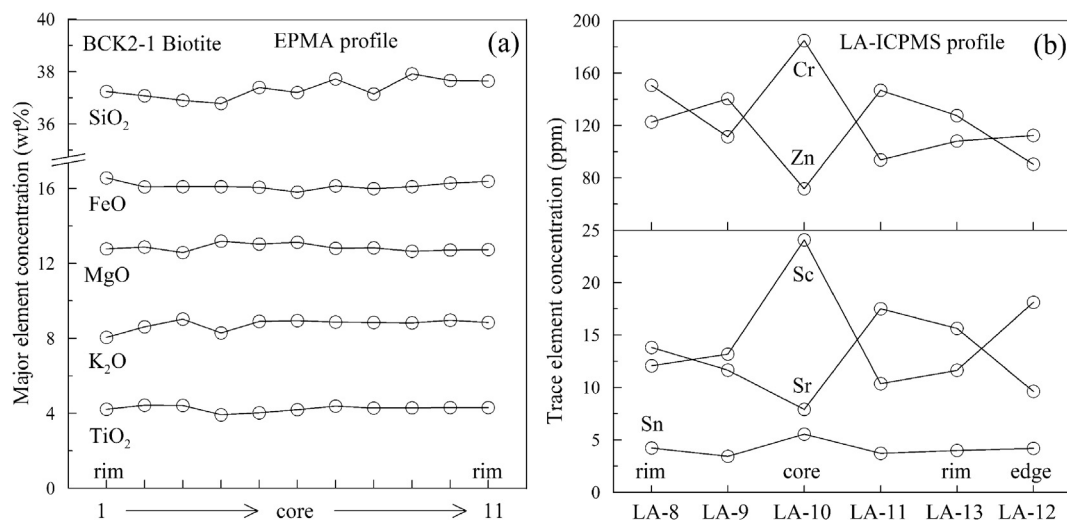 BCK2-1 Biotite EPMA profile (a)
Major element concentration (wt%)
40
38
36
16
12
8
4
0
SiO₂
FeO
MgO
K₂O
TiO₂
rim rim
1 core 11
LA-ICPMS profile (b)
Trace element concentration (ppm)
200
160
120
80
25
20
15
10
5
0
Cr
Zn
Sc
Sr
Sn
rim core rim edge
LA-8 LA-9 LA-10 LA-11 LA-13 LA-12